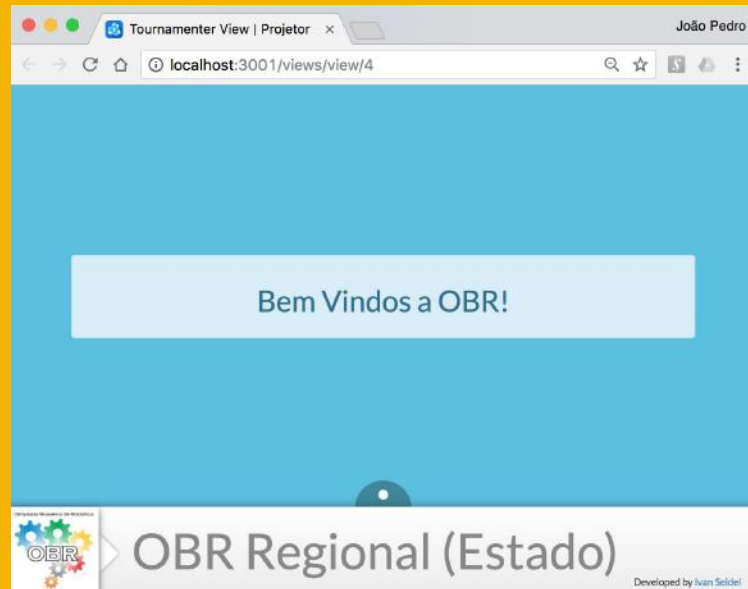 Tournamenter View | Projetor
João Pedro
localhost:3001/views/view/4
Bem Vindos a OBR!
OBR
OBR Regional (Estado)
Developed by Ivan Seidel